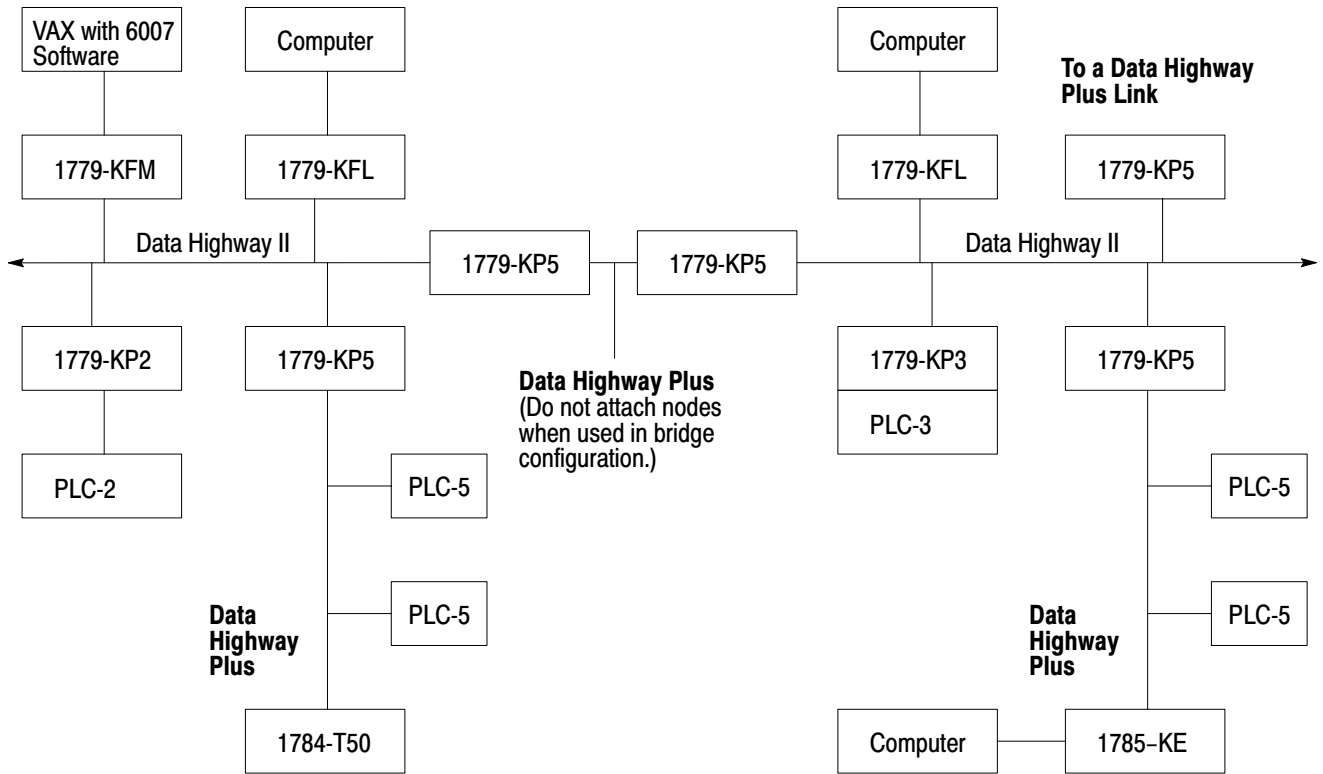 VAX with 6007
Software
Computer
Computer
To a Data Highway
Plus Link
1779-KFM
1779-KFL
1779-KFL
1779-KP5
Data Highway II
1779-KP5
1779-KP5
Data Highway II
1779-KP2
1779-KP5
Data Highway Plus
(Do not attach nodes
when used in bridge
configuration.)
1779-KP3
PLC-3
1779-KP5
PLC-2
PLC-5
PLC-5
Data
Highway
Plus
PLC-5
Data
Highway
Plus
PLC-5
1784-T50
Computer
1785–KE